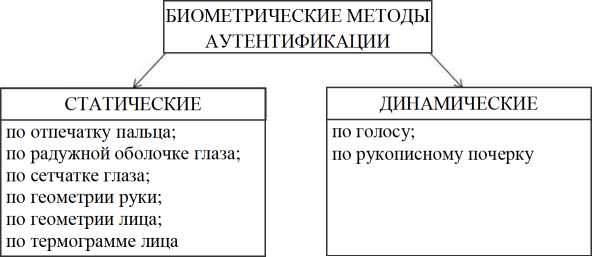 БИОМЕТРИЧЕСКИЕ МЕТОДЫ
АУТЕНТИФИКАЦИИ
СТАТИЧЕСКИЕ
по отпечатку пальца;
по радужной оболочке глаза;
по сетчатке глаза;
по геометрии руки;
по геометрии лица;
по термограмме лица
ДИНАМИЧЕСКИЕ
по голосу;
по рукописному почерку